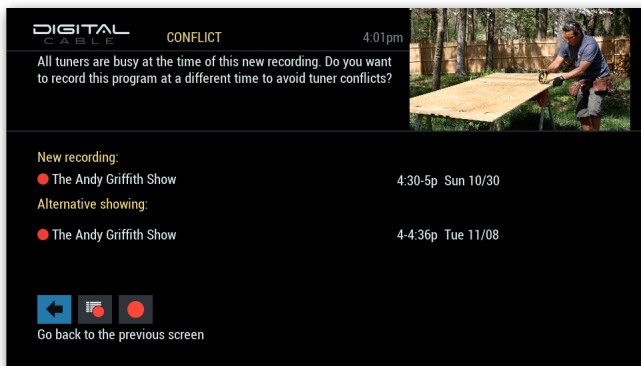 DIGITAL
CABLE
CONFLICT
4:01pm
All tuners are busy at the time of this new recording. Do you want
to record this program at a different time to avoid tuner conflicts?
New recording:
The Andy Griffith Show 4:30-5p Sun 10/30
Alternative showing:
The Andy Griffith Show 4-4:36p Tue 11/08
Go back to the previous screen